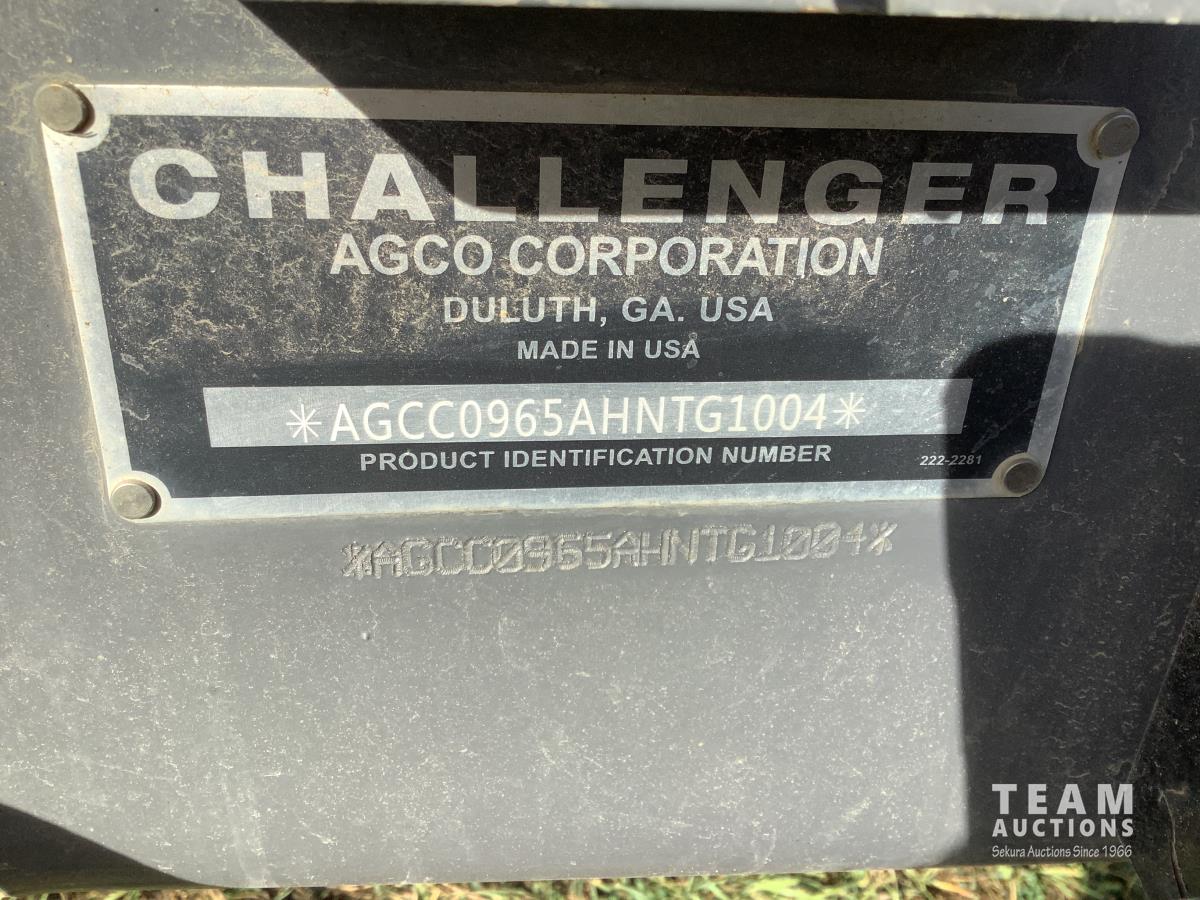 CHALLENGER
AGCO CORPORATION
DULUTH, GA. USA
MADE IN USA
*AGCC0965AHNTG1004*
PRODUCT IDENTIFICATION NUMBER 222-2281
*AGCC0965AHNTG1004*
TEAM
AUCTIONS
Sekura Auctions Since 1966